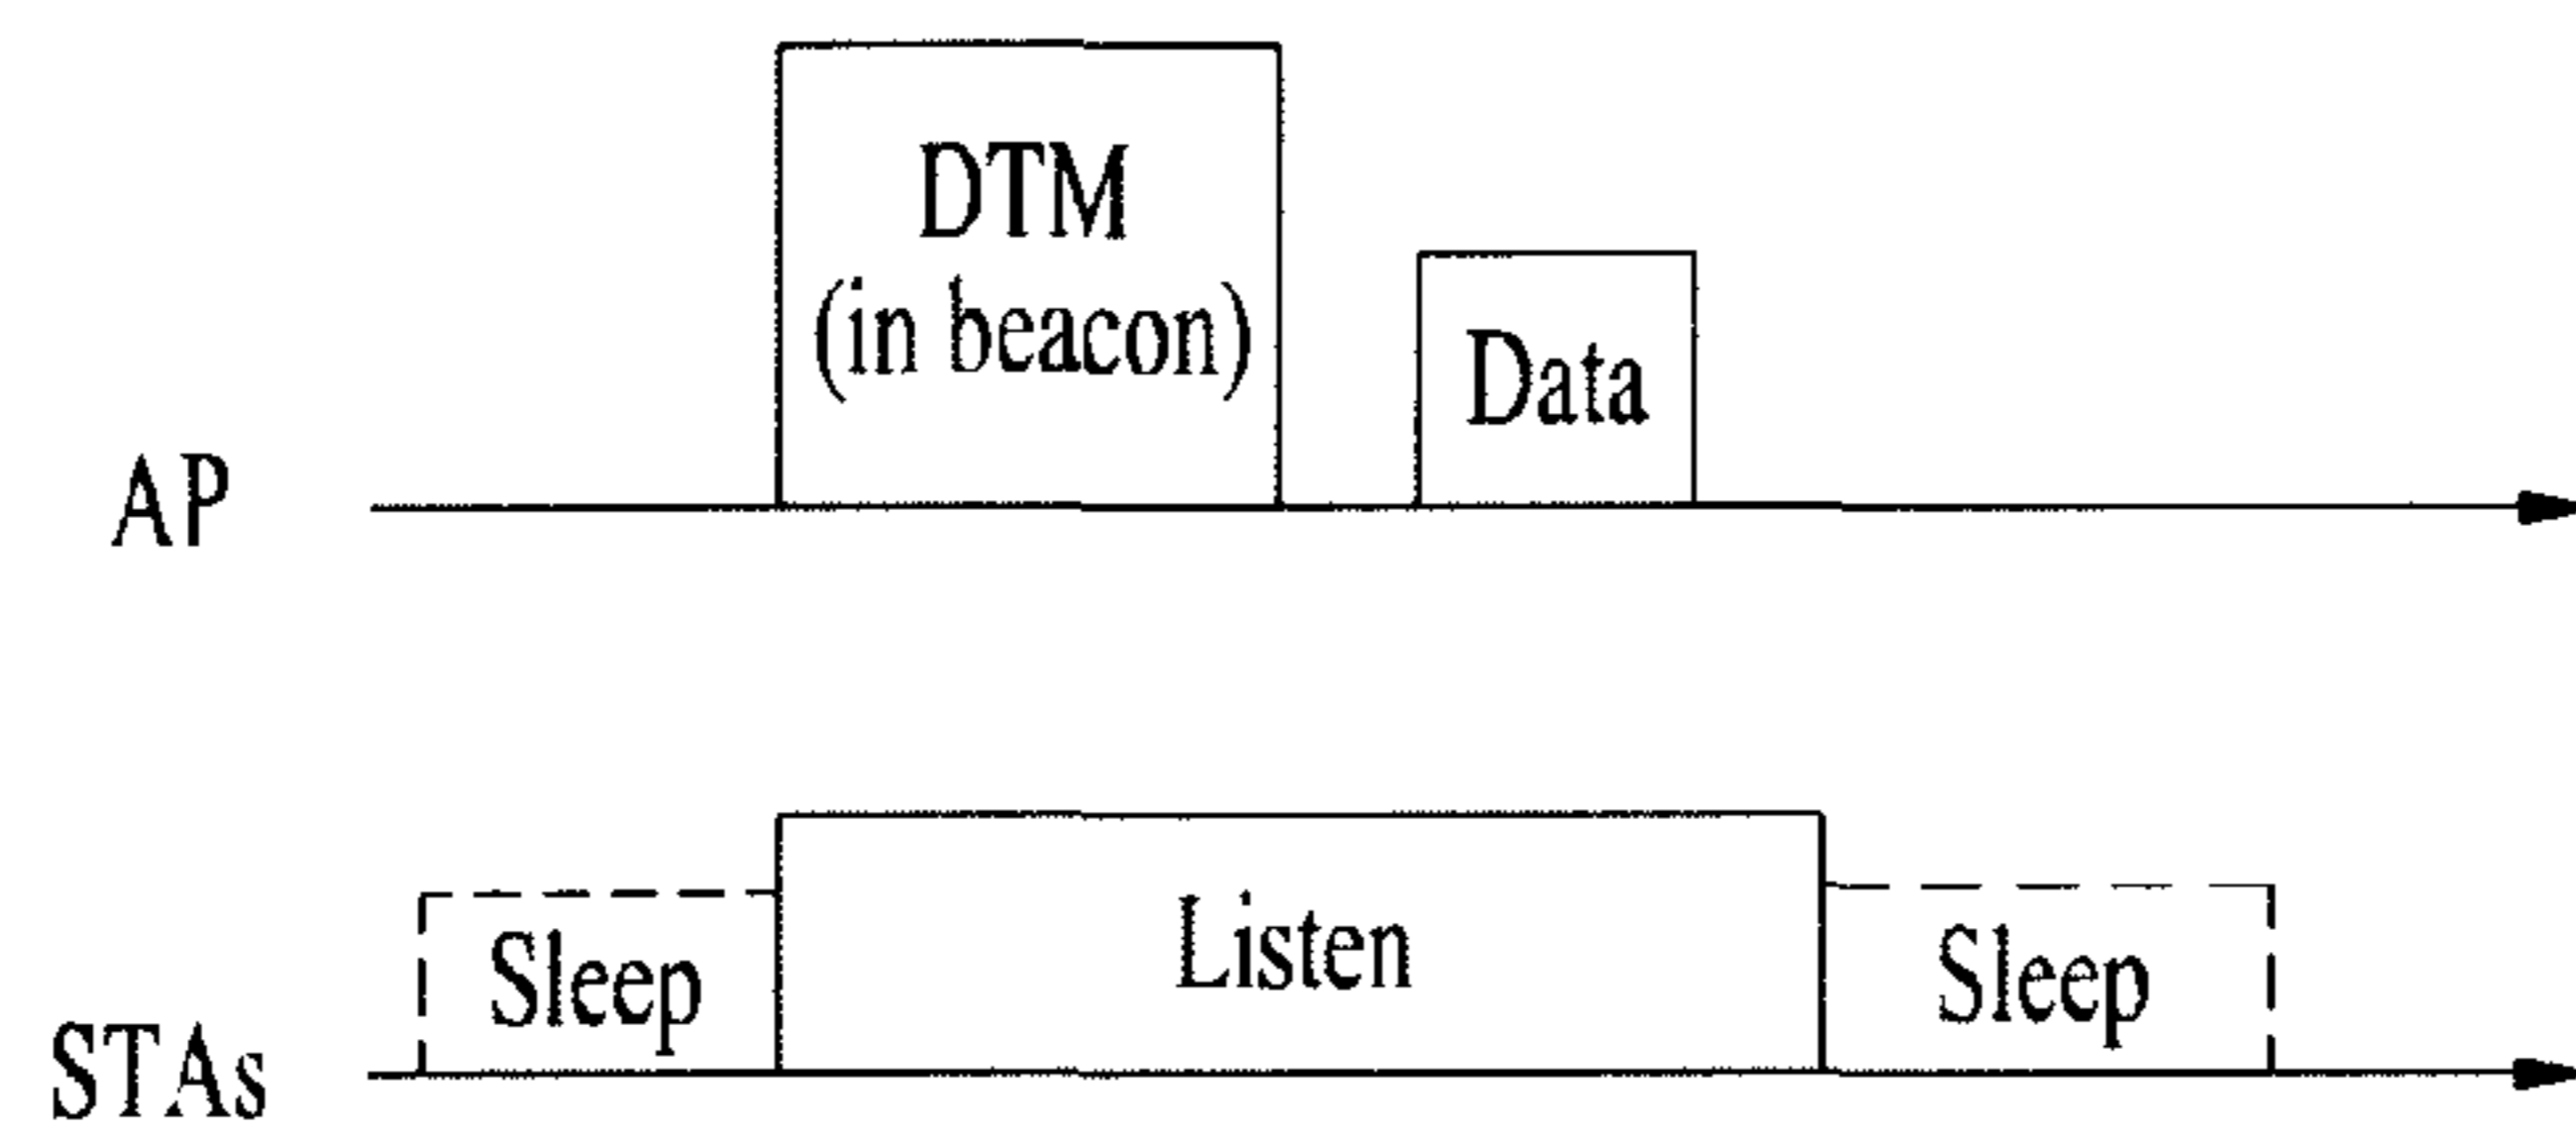 DTM
(in beacon)
Data
AP
Sleep
Listen
Sleep
STAs